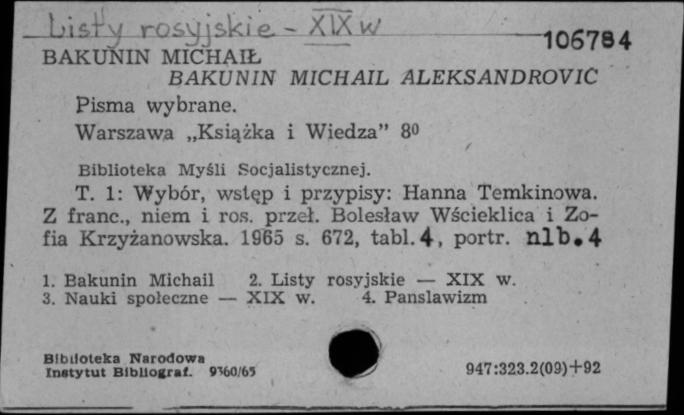 Listy rosyjskie - XIX w
106784
BAKUNIN MICHAIŁ
BAKUNIN MICHAIL ALEKSANDROVIČ
Pisma wybrane.
Warszawa „Książka i Wiedza” 8⁰
Biblioteka Myśli Socjalistycznej.
T. 1: Wybór, wstęp i przypisy: Hanna Temkinowa.
Z franc., niem i ros. przeł. Bolesław Wścieklica i Zo-
fia Krzyżanowska. 1965 s. 672, tabl. 4, portr. nlb. 4
1. Bakunin Michail 2. Listy rosyjskie — XIX w.
3. Nauki społeczne — XIX w. 4. Panslawizm
Biblioteka Narodowa
Instytut Bibliograf. 9360/65
947:323.2(09)+92